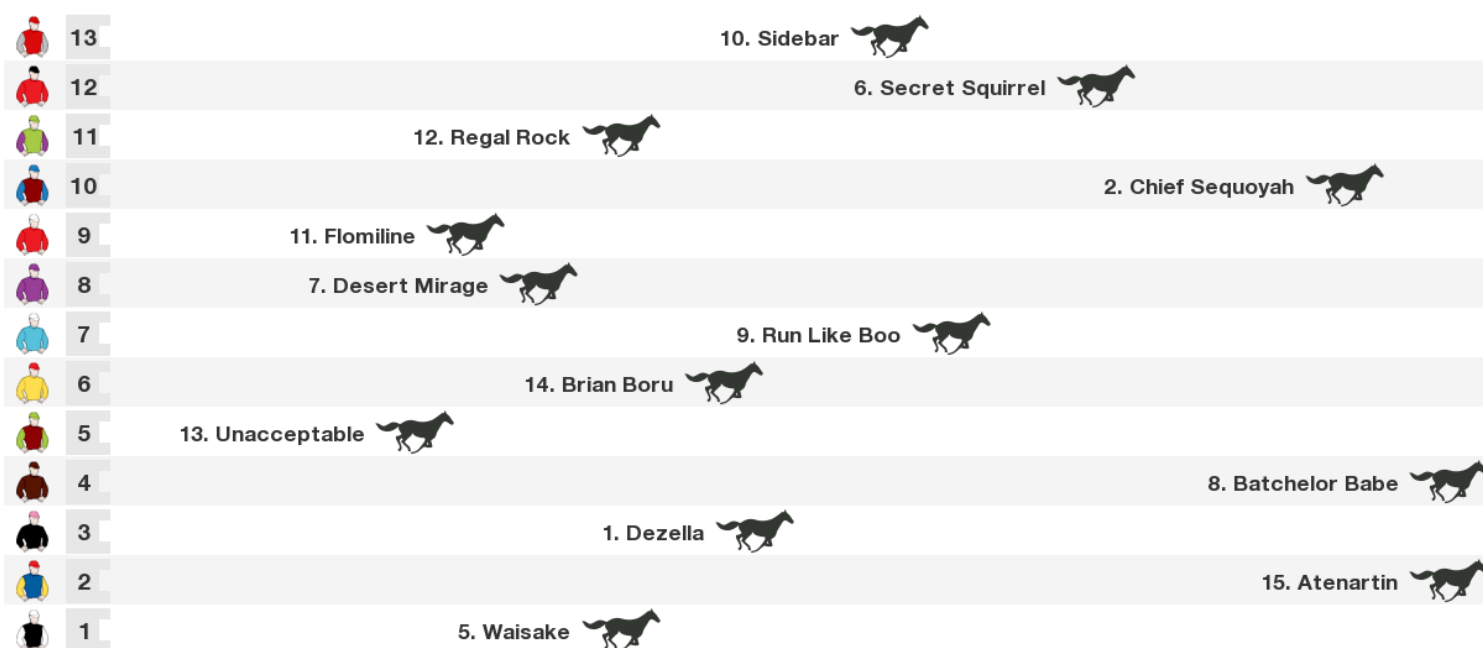 13 10. Sidebar
12 6. Secret Squirrel
11 12. Regal Rock
10 2. Chief Sequoyah
9 11. Flomiline
8 7. Desert Mirage
7 9. Run Like Boo
6 14. Brian Boru
5 13. Unacceptable
4 8. Batchelor Babe
3 1. Dezella
2 15. Atenartin
1 5. Waisake